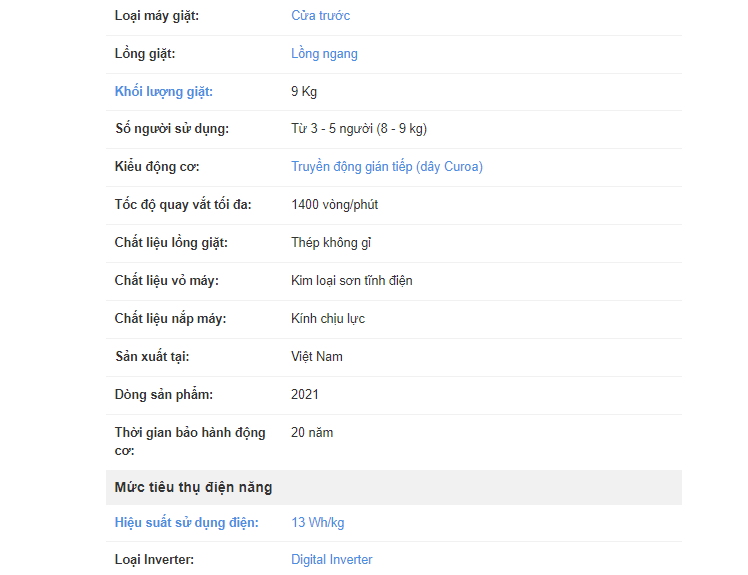 Loại máy giặt: Cửa trước
Lồng giặt: Lồng ngang
Khối lượng giặt: 9 Kg
Số người sử dụng: Từ 3 - 5 người (8 - 9 kg)
Kiểu động cơ: Truyền động gián tiếp (dây Curoa)
Tốc độ quay vắt tối đa: 1400 vòng/phút
Chất liệu lồng giặt: Thép không gỉ
Chất liệu vỏ máy: Kim loại sơn tĩnh điện
Chất liệu nắp máy: Kính chịu lực
Sản xuất tại: Việt Nam
Dòng sản phẩm: 2021
Thời gian bảo hành động 20 năm
cơ:
Mức tiêu thụ điện năng
Hiệu suất sử dụng điện: 13 Wh/kg
Loại Inverter: Digital Inverter